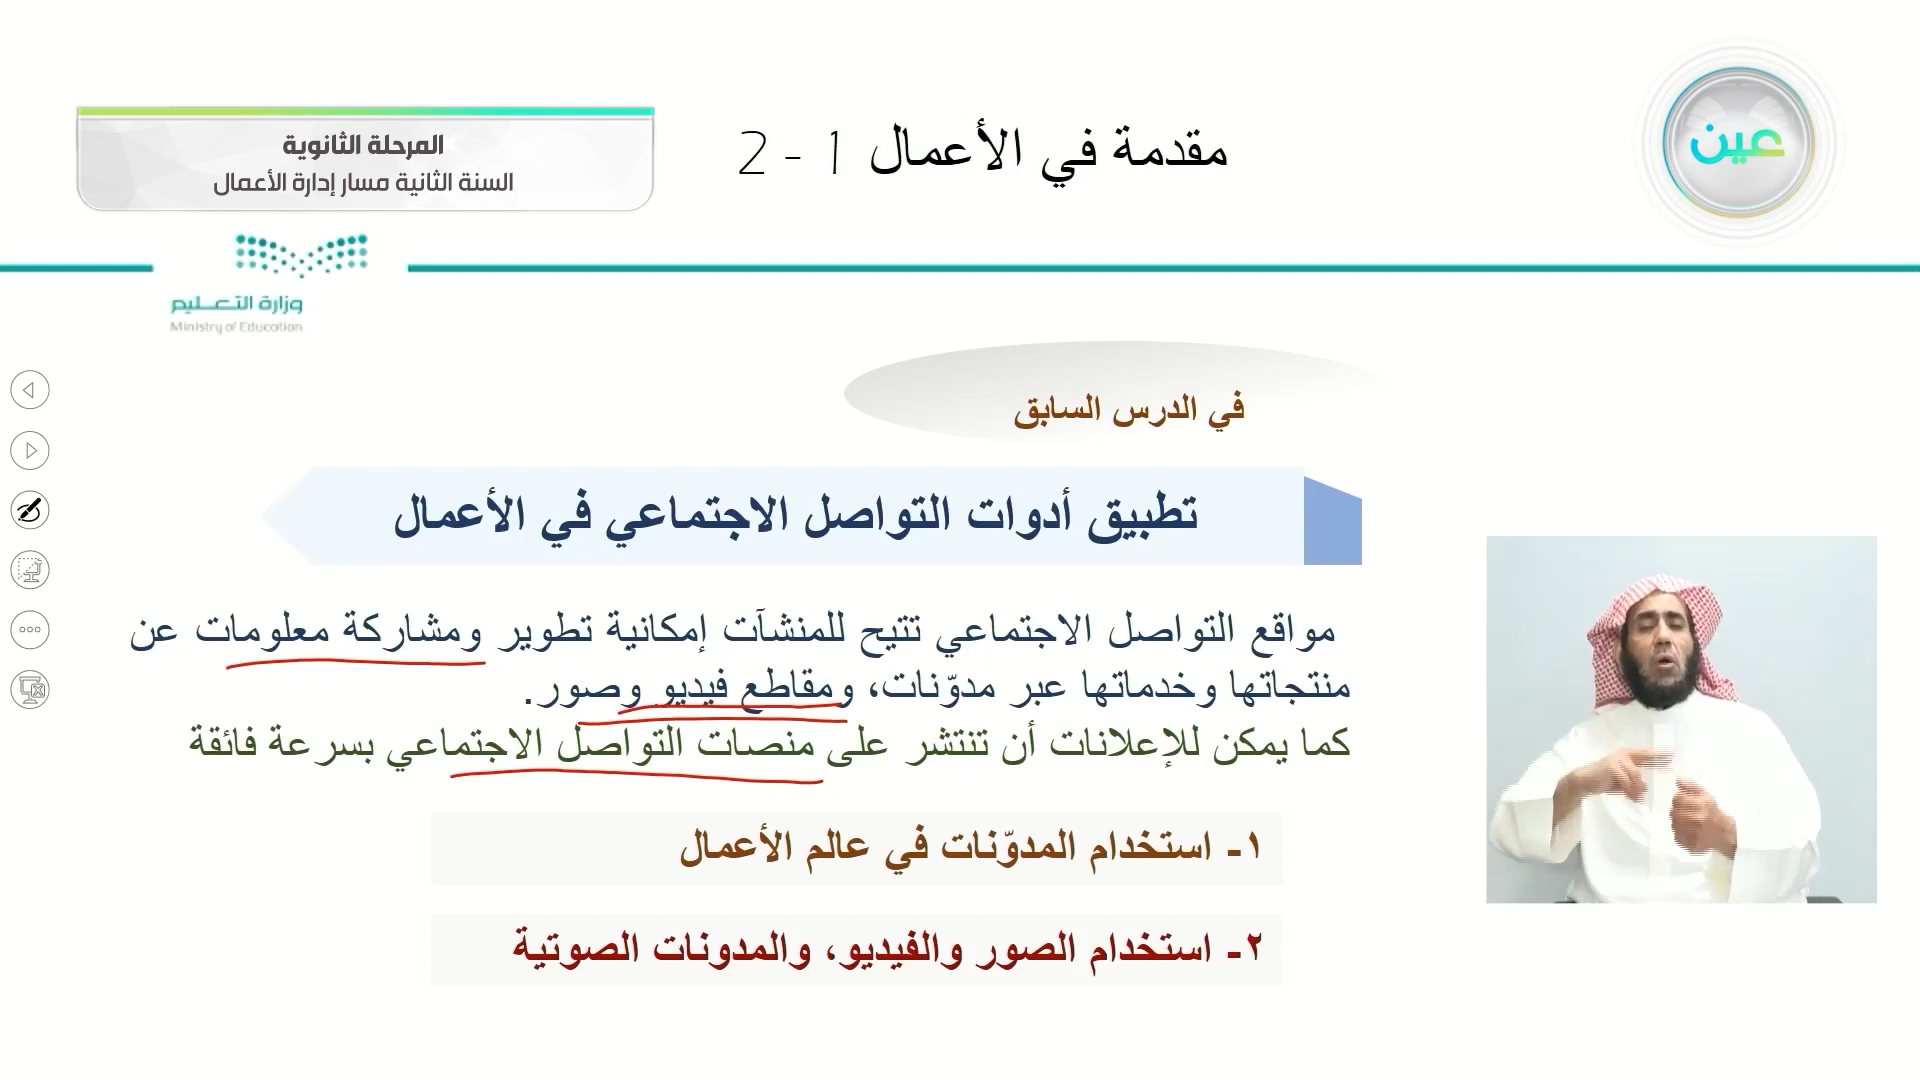 عين
مقدمة في الأعمال 1 - 2
المرحلة الثانوية
السنة الثانية مسار إدارة الأعمال
وزارة التعليم
Ministry of Education
في الدرس السابق
تطبيق أدوات التواصل الاجتماعي في الأعمال
مواقع التواصل الاجتماعي تتيح للمنشآت إمكانية تطوير ومشاركة معلومات عن
منتجاتها وخدماتها عبر مدوّنات، ومقاطع فيديو وصور.
كما يمكن للإعلانات أن تنتشر على منصات التواصل الاجتماعي بسرعة فائقة
١- استخدام المدوّنات في عالم الأعمال
٢- استخدام الصور والفيديو، والمدونات الصوتية